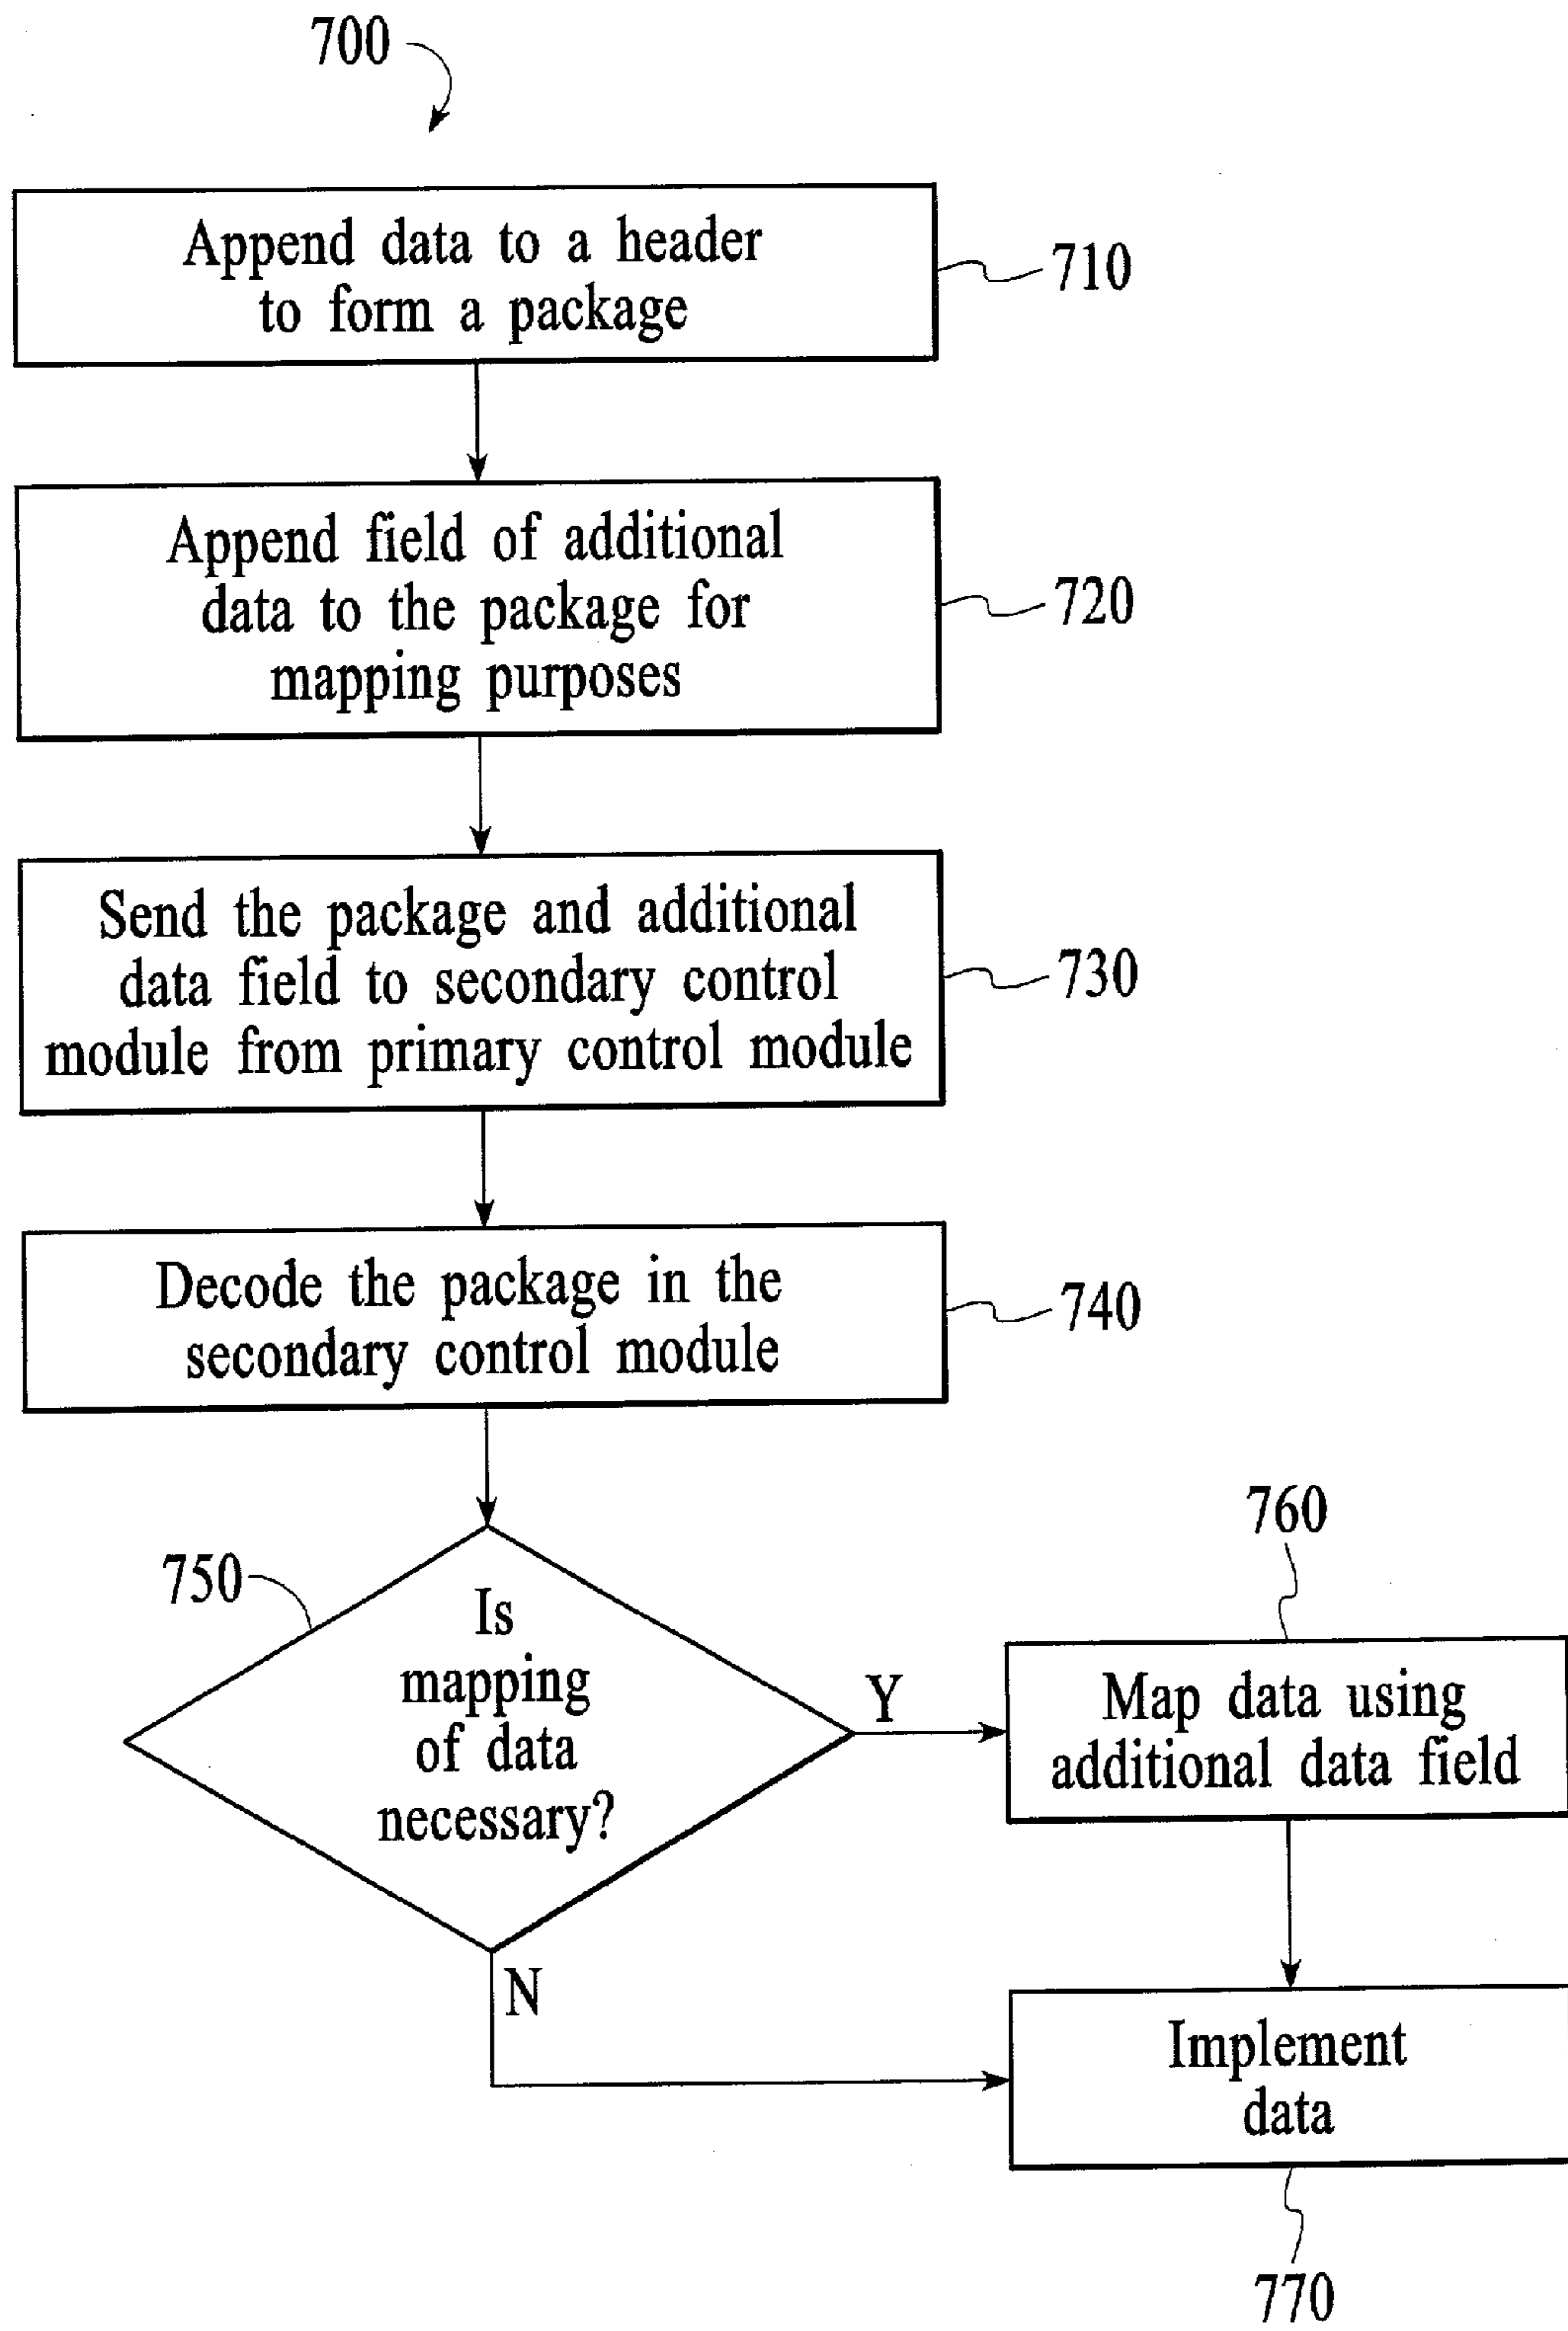 700
Append data to a header
to form a package
710
Append field of additional
data to the package for
mapping purposes
720
Send the package and additional
data field to secondary control
module from primary control module
730
Decode the package in the
secondary control module
740
750
Is
mapping
of data
necessary?
Y
N
760
Map data using
additional data field
Implement
data
770